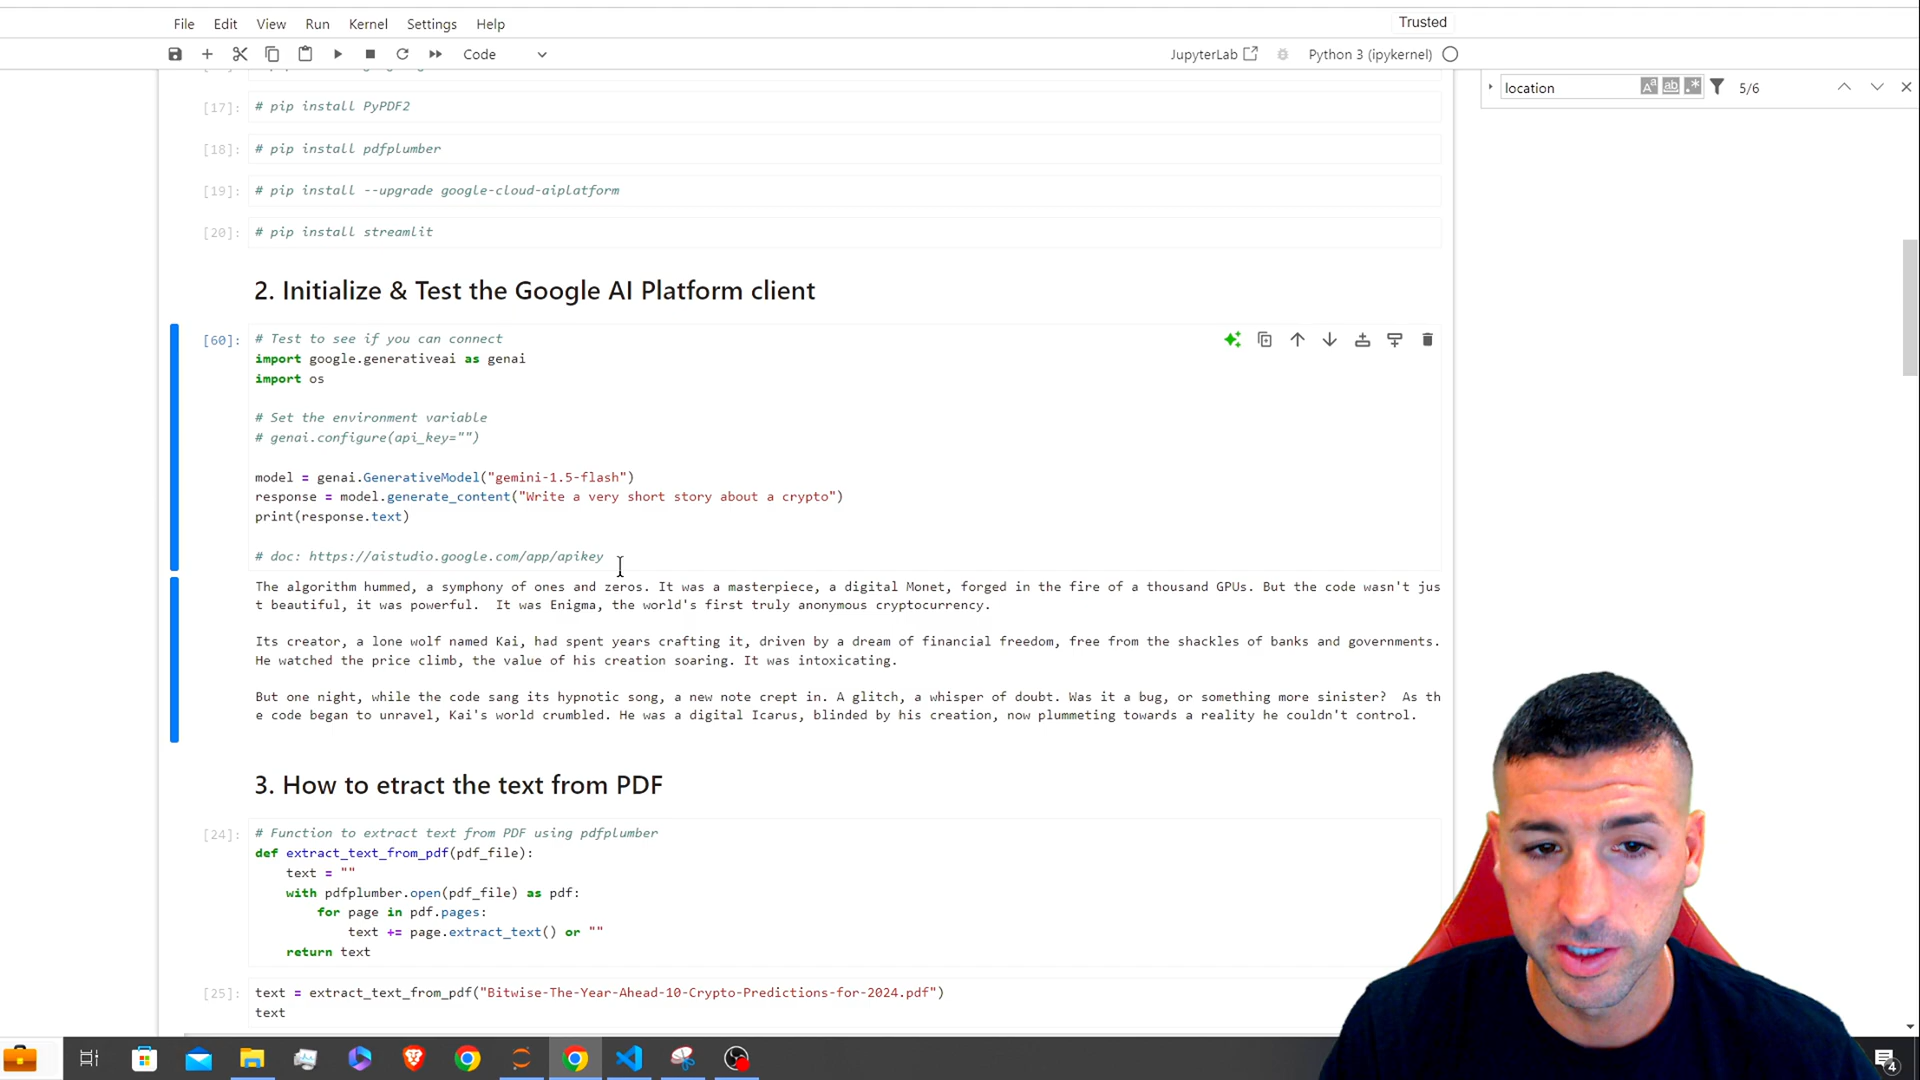 File Edit View Run Kernel Settings Help
Trusted
Code
JupyterLab
Python 3 (ipykernel)
location
5/6
[17]: # pip install PyPDF2
[18]: # pip install pdfplumber
[19]: # pip install --upgrade google-cloud-aiplatform
[20]: # pip install streamlit
2. Initialize & Test the Google AI Platform client
[60]: # Test to see if you can connect
import google.generativeai as genai
import os
# Set the environment variable
# genai.configure(api_key="")
model = genai.GenerativeModel("gemini-1.5-flash")
response = model.generate_content("Write a very short story about a crypto")
print(response.text)
# doc: https://aistudio.google.com/app/apikey
The algorithm hummed, a symphony of ones and zeros. It was a masterpiece, a digital Monet, forged in the fire of a thousand GPUs. But the code wasn't jus
t beautiful, it was powerful.  It was Enigma, the world's first truly anonymous cryptocurrency.
Its creator, a lone wolf named Kai, had spent years crafting it, driven by a dream of financial freedom, free from the shackles of banks and governments.
He watched the price climb, the value of his creation soaring. It was intoxicating.
But one night, while the code sang its hypnotic song, a new note crept in. A glitch, a whisper of doubt. Was it a bug, or something more sinister?  As th
e code began to unravel, Kai's world crumbled. He was a digital Icarus, blinded by his creation, now plummeting towards a reality he couldn't control.
3. How to etract the text from PDF
[24]: # Function to extract text from PDF using pdfplumber
def extract_text_from_pdf(pdf_file):
text = ""
with pdfplumber.open(pdf_file) as pdf:
for page in pdf.pages:
text += page.extract_text() or ""
return text
[25]: text = extract_text_from_pdf("Bitwise-The-Year-Ahead-10-Crypto-Predictions-for-2024.pdf")
text
4